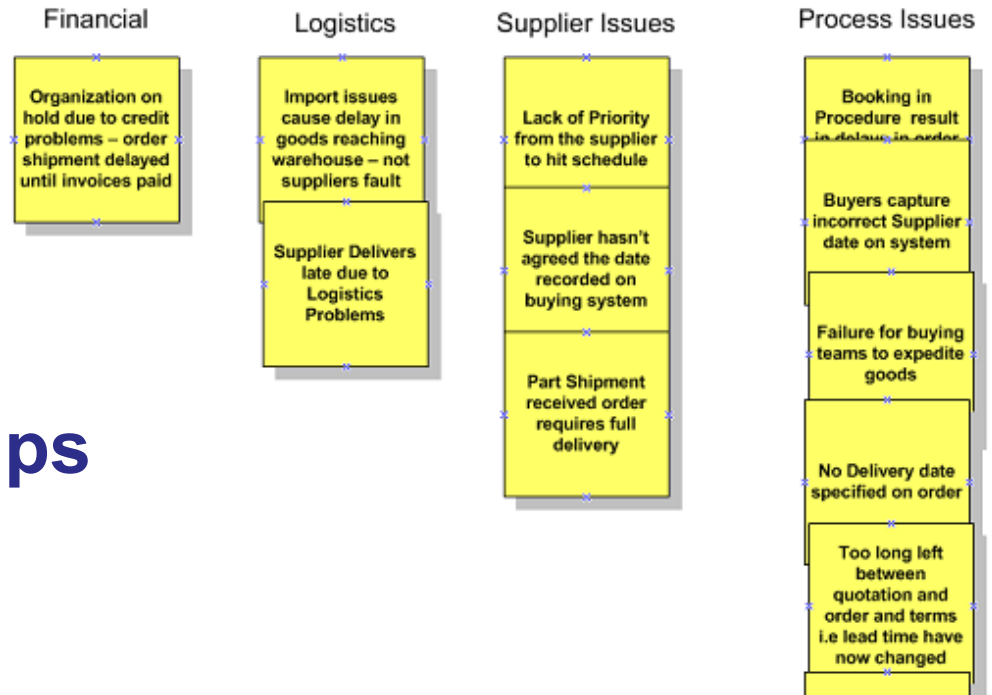 Financial
Organization on
hold due to credit
problems – order
shipment delayed
until invoices paid
Logistics
Import issues
cause delay in
goods reaching
warehouse – not
suppliers fault
Supplier Delivers
late due to
Logistics
Problems
Supplier Issues
Lack of Priority
from the supplier
to hit schedule
Supplier hasn't
agreed the date
recorded on
buying system
Part Shipment
received order
requires full
delivery
Process Issues
Booking in
Procedure result
in delays in order
Buyers capture
incorrect Supplier
date on system
Failure for buying
teams to expedite
goods
No Delivery date
specified on order
Too long left
between
quotation and
order and terms
i.e lead time have
now changed
ps